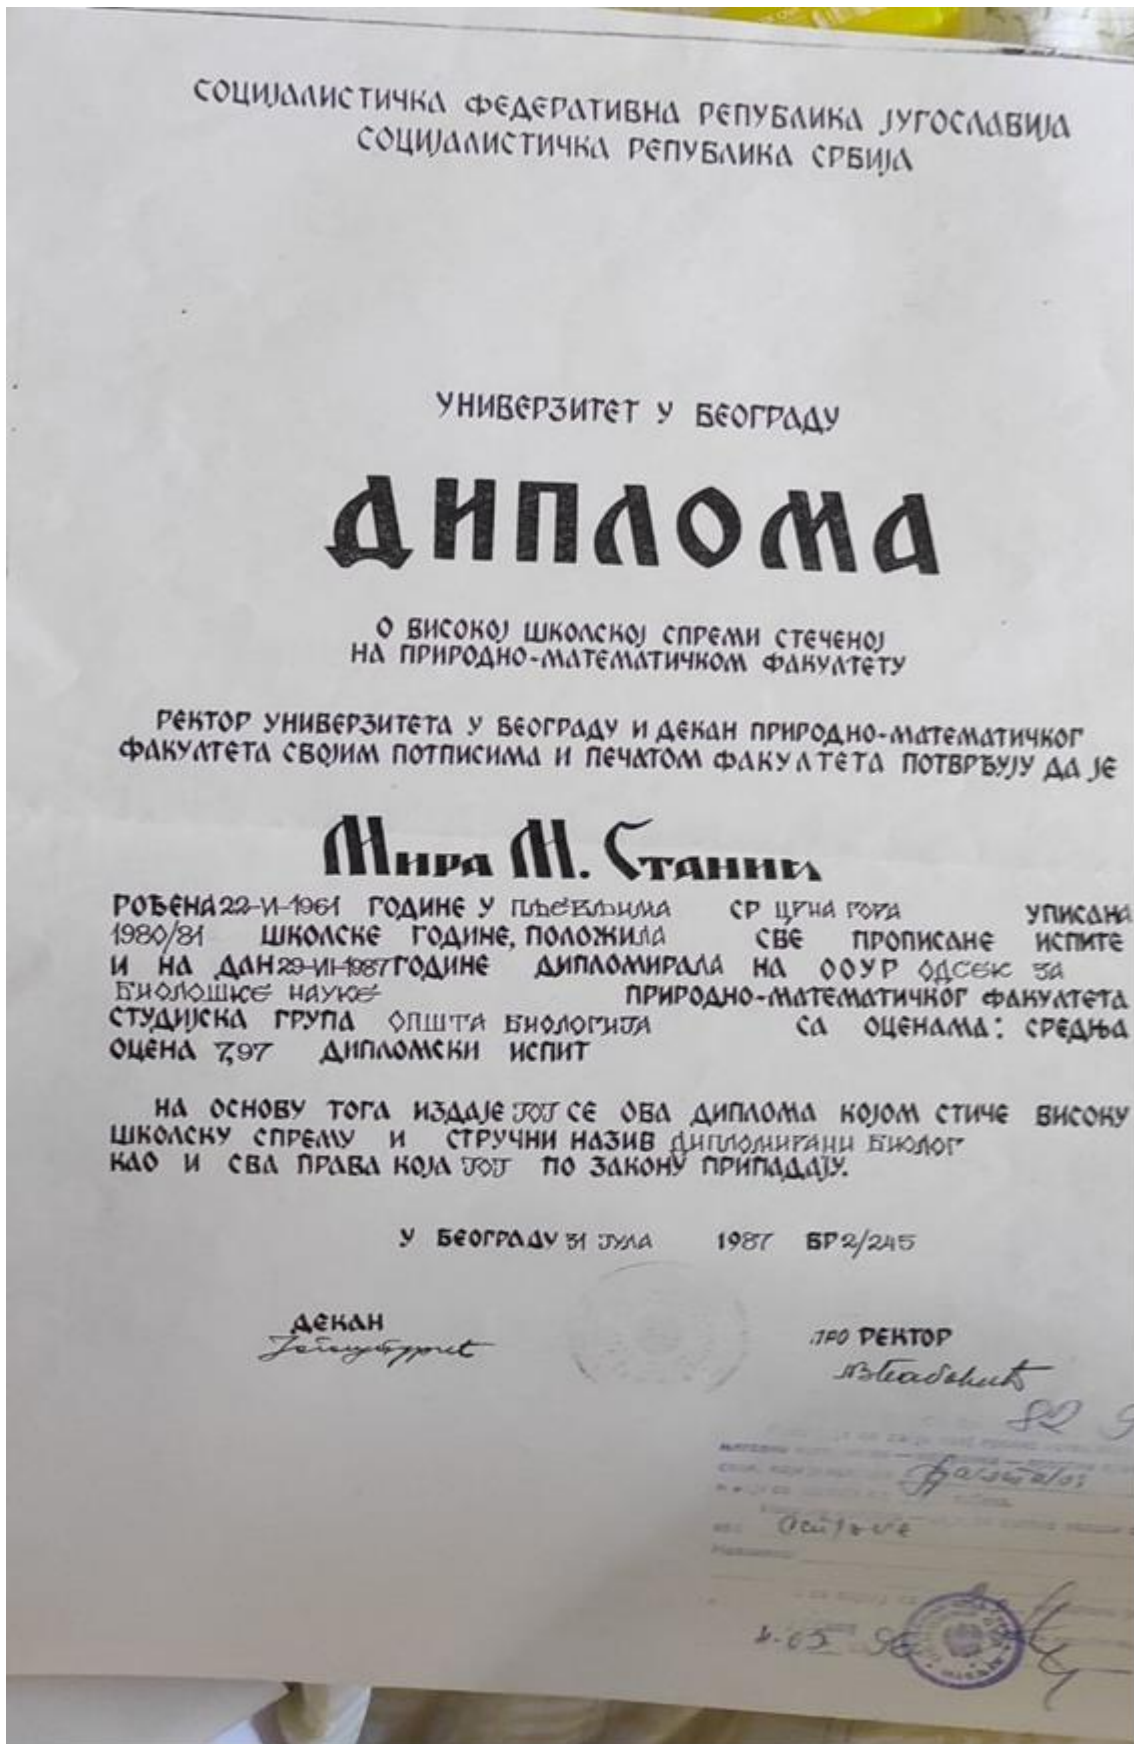 СОЦИЈАЛИСТИЧКА ФЕДЕРАТИВНА РЕПУБЛИКА ЈУГОСЛАВИЈА
СОЦИЈАЛИСТИЧКА РЕПУБЛИКА СРБИЈА
УНИВЕРЗИТЕТ У БЕОГРАДУ
ДИПЛОМА
О ВИСОКОЈ ШКОЛСКОЈ СПРЕМИ СТЕЧЕНОЈ
НА ПРИРОДНО-МАТЕМАТИЧКОМ ФАКУЛТЕТУ
РЕКТОР УНИВЕРЗИТЕТА У БЕОГРАДУ И ДЕКАН ПРИРОДНО-МАТЕМАТИЧКОГ
ФАКУЛТЕТА СВОЈИМ ПОТПИСИМА И ПЕЧАТОМ ФАКУЛТЕТА ПОТВРЂУЈУ ДА ЈЕ
Мира М. Станић
РОЂЕНА 22-VI-1961 ГОДИНЕ У ПЉЕВЉИМА СР ЦРНА ГОРА УПИСАНА
1980/81 ШКОЛСКЕ ГОДИНЕ, ПОЛОЖИЛА СВЕ ПРОПИСАНЕ ИСПИТЕ
И НА ДАН 29-VI-1987 ГОДИНЕ ДИПЛОМИРАЛА НА ООУР ОДСЕК ЗА
БИОЛОШКЕ НАУКЕ ПРИРОДНО-МАТЕМАТИЧКОГ ФАКУЛТЕТА
СТУДИЈСКА ГРУПА ОПШТА БИОЛОГИЈА СА ОЦЕНАМА: СРЕДЊА
ОЦЕНА 7,97 ДИПЛОМСКИ ИСПИТ
НА ОСНОВУ ТОГА ИЗДАЈЕ ЈОЈ СЕ ОВА ДИПЛОМА КОЈОМ СТИЧЕ ВИСОКУ
ШКОЛСКУ СПРЕМУ И СТРУЧНИ НАЗИВ ДИПЛОМИРАНИ БИОЛОГ
КАО И СВА ПРАВА КОЈА ЈОЈ ПО ЗАКОНУ ПРИПАДАЈУ.
У БЕОГРАДУ 31 ЈУЛА 1987 БР 2/245
ДЕКАН
ПРО РЕКТОР
82